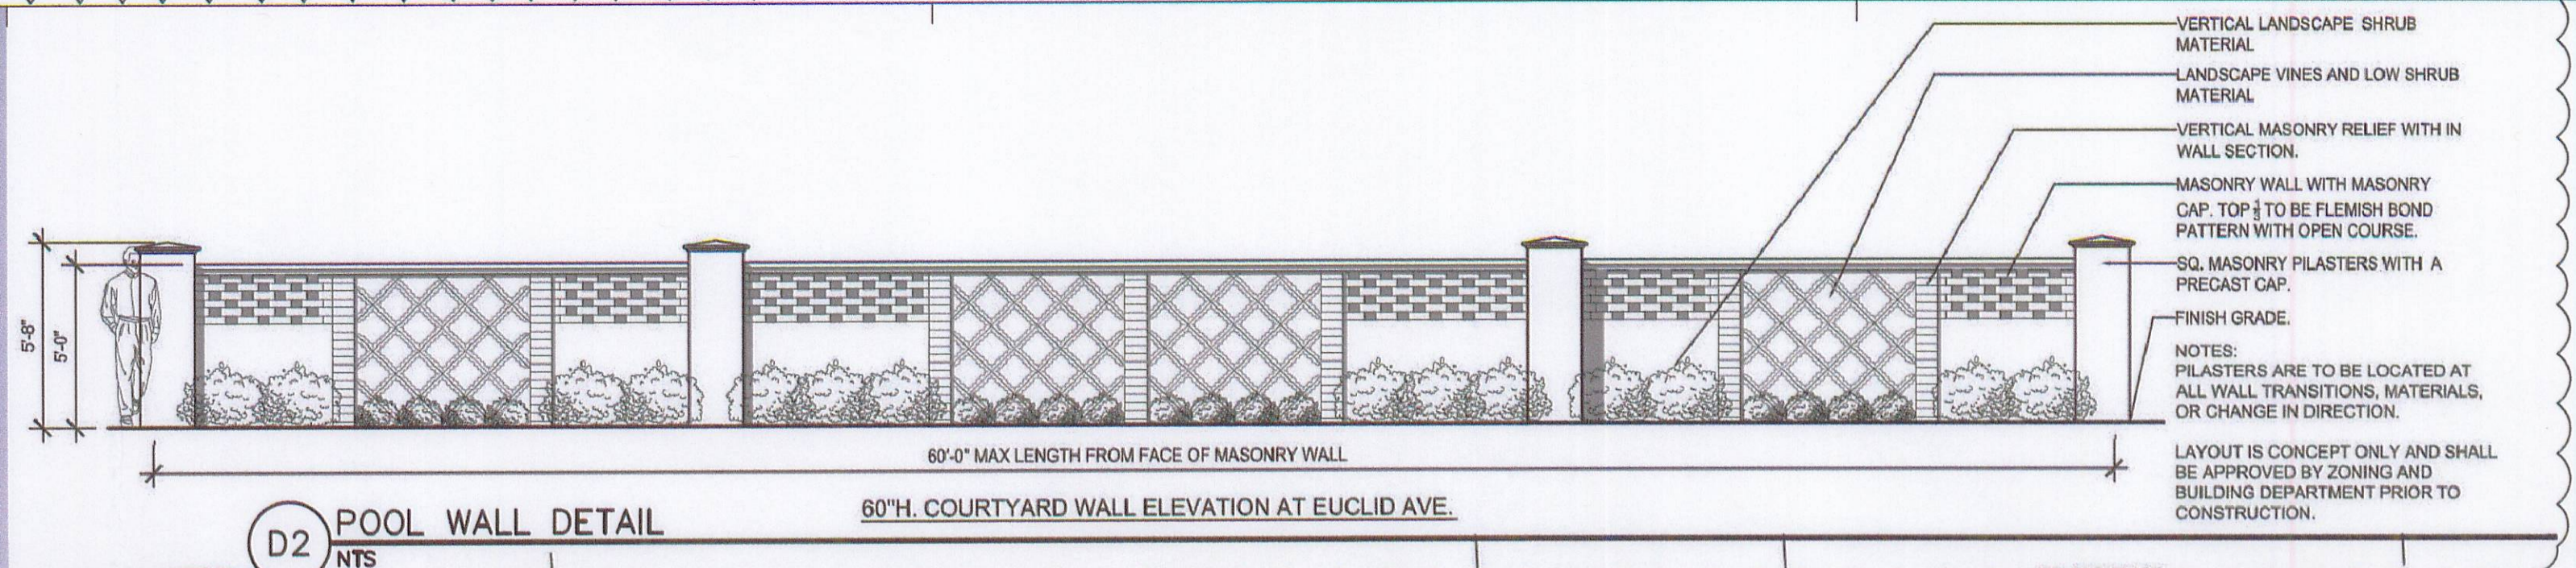 VERTICAL LANDSCAPE SHRUB
MATERIAL
LANDSCAPE VINES AND LOW SHRUB
MATERIAL
VERTICAL MASONRY RELIEF WITH IN
WALL SECTION.
MASONRY WALL WITH MASONRY
CAP. TOP 1/3 TO BE FLEMISH BOND
PATTERN WITH OPEN COURSE.
SQ. MASONRY PILASTERS WITH A
PRECAST CAP.
FINISH GRADE.
NOTES:
PILASTERS ARE TO BE LOCATED AT
ALL WALL TRANSITIONS, MATERIALS,
OR CHANGE IN DIRECTION.
LAYOUT IS CONCEPT ONLY AND SHALL
BE APPROVED BY ZONING AND
BUILDING DEPARTMENT PRIOR TO
CONSTRUCTION.
5'-8"
5'-0"
60'-0" MAX LENGTH FROM FACE OF MASONRY WALL
60"H. COURTYARD WALL ELEVATION AT EUCLID AVE.
D2
POOL WALL DETAIL
NTS